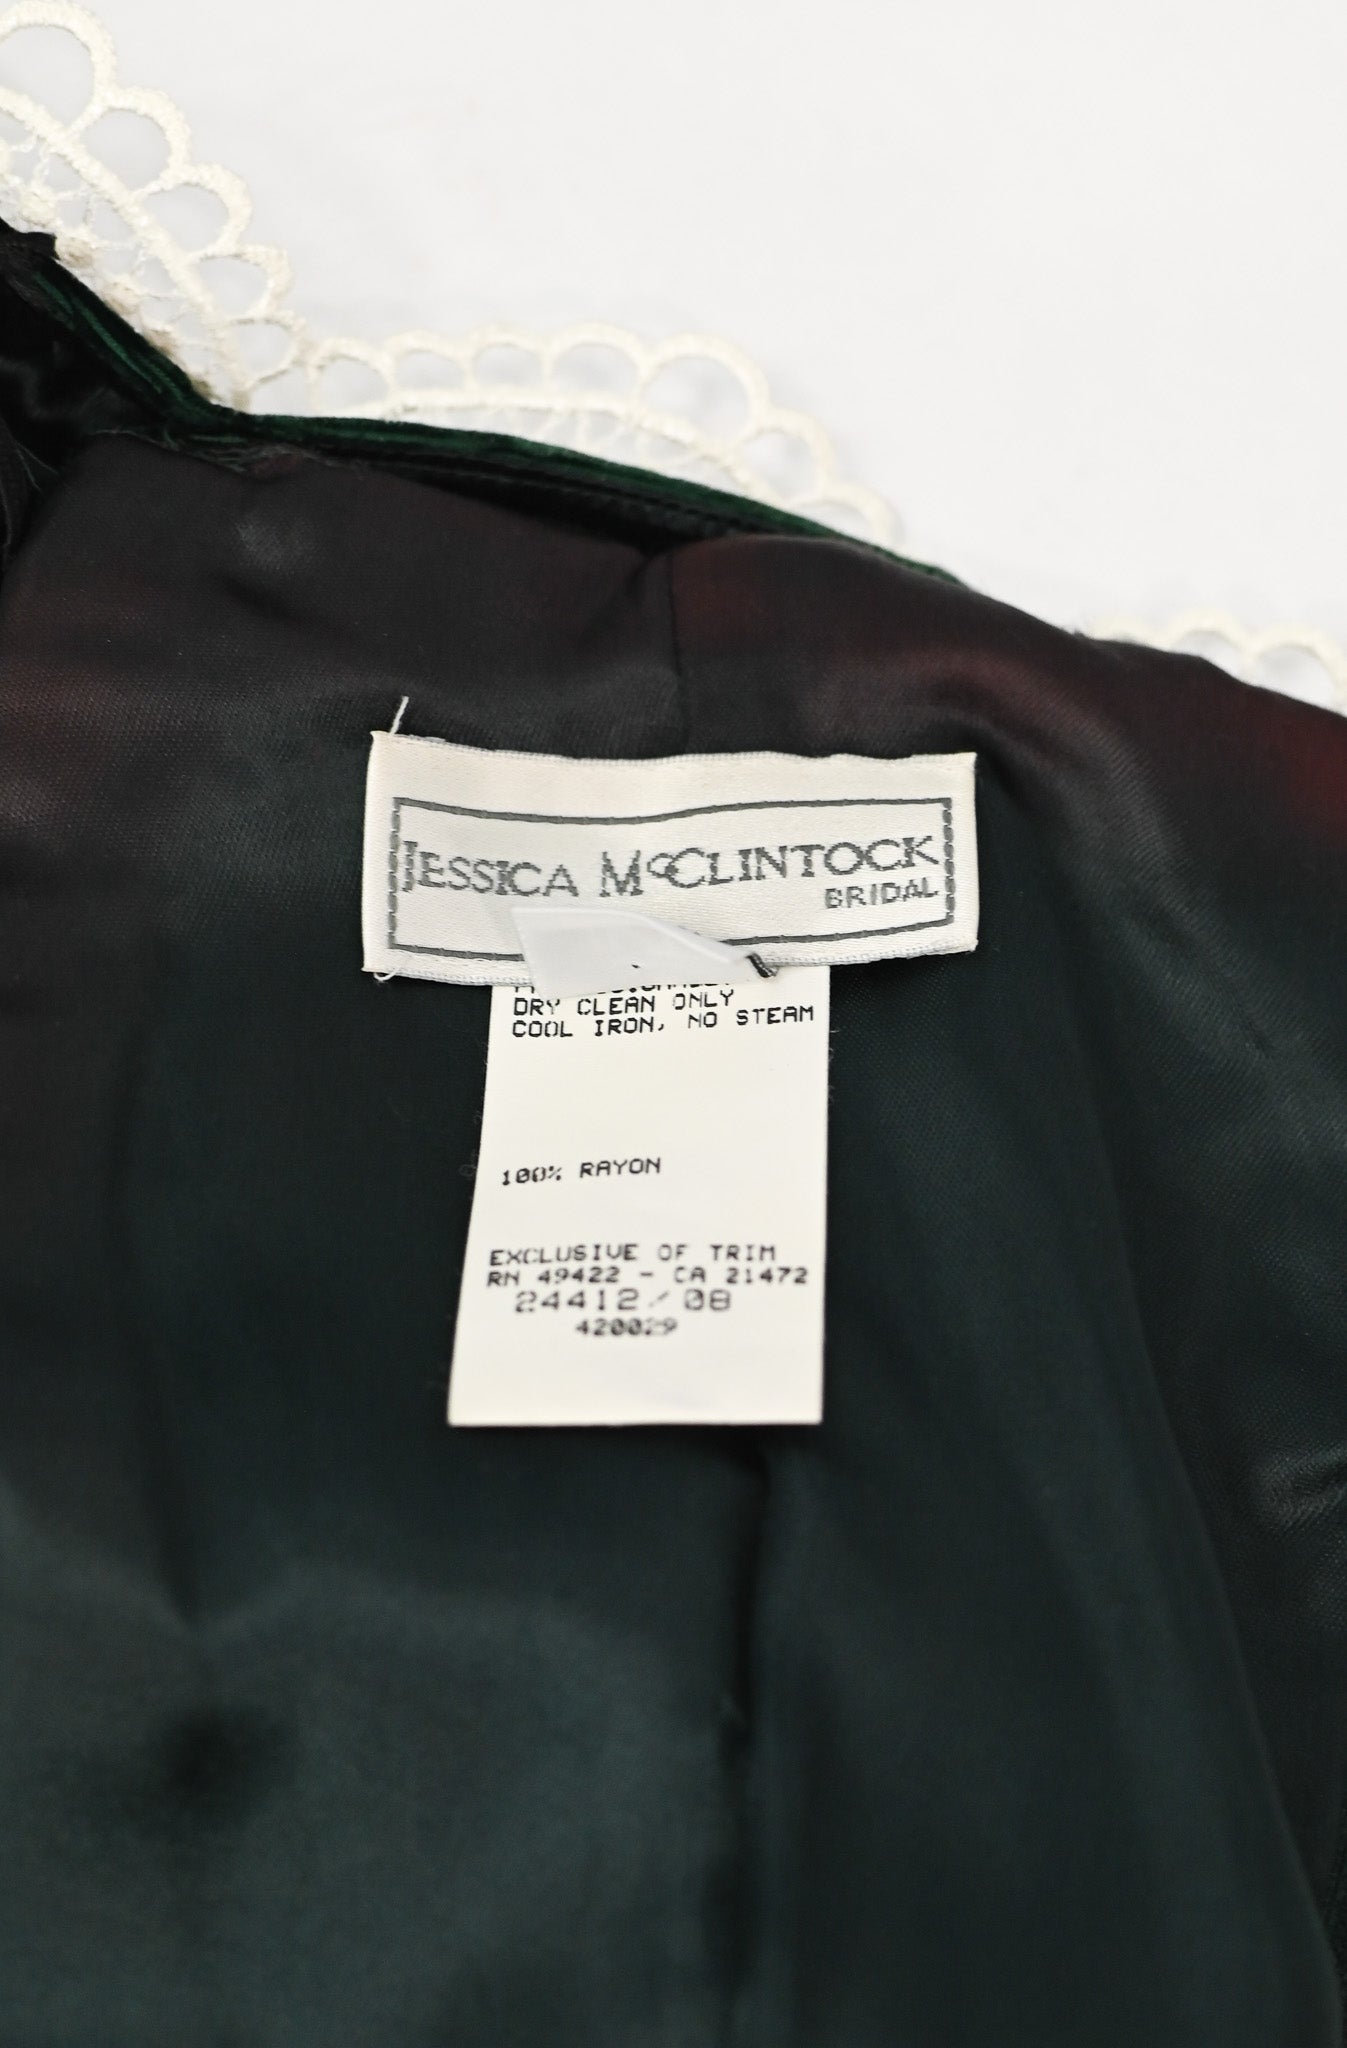 JESSICA McCLINTOCK
BRIDAL
DRY CLEAN ONLY
COOL IRON, NO STEAM
100% RAYON
EXCLUSIVE OF TRIM
RN 49422 - CA 21472
24412/08
420029